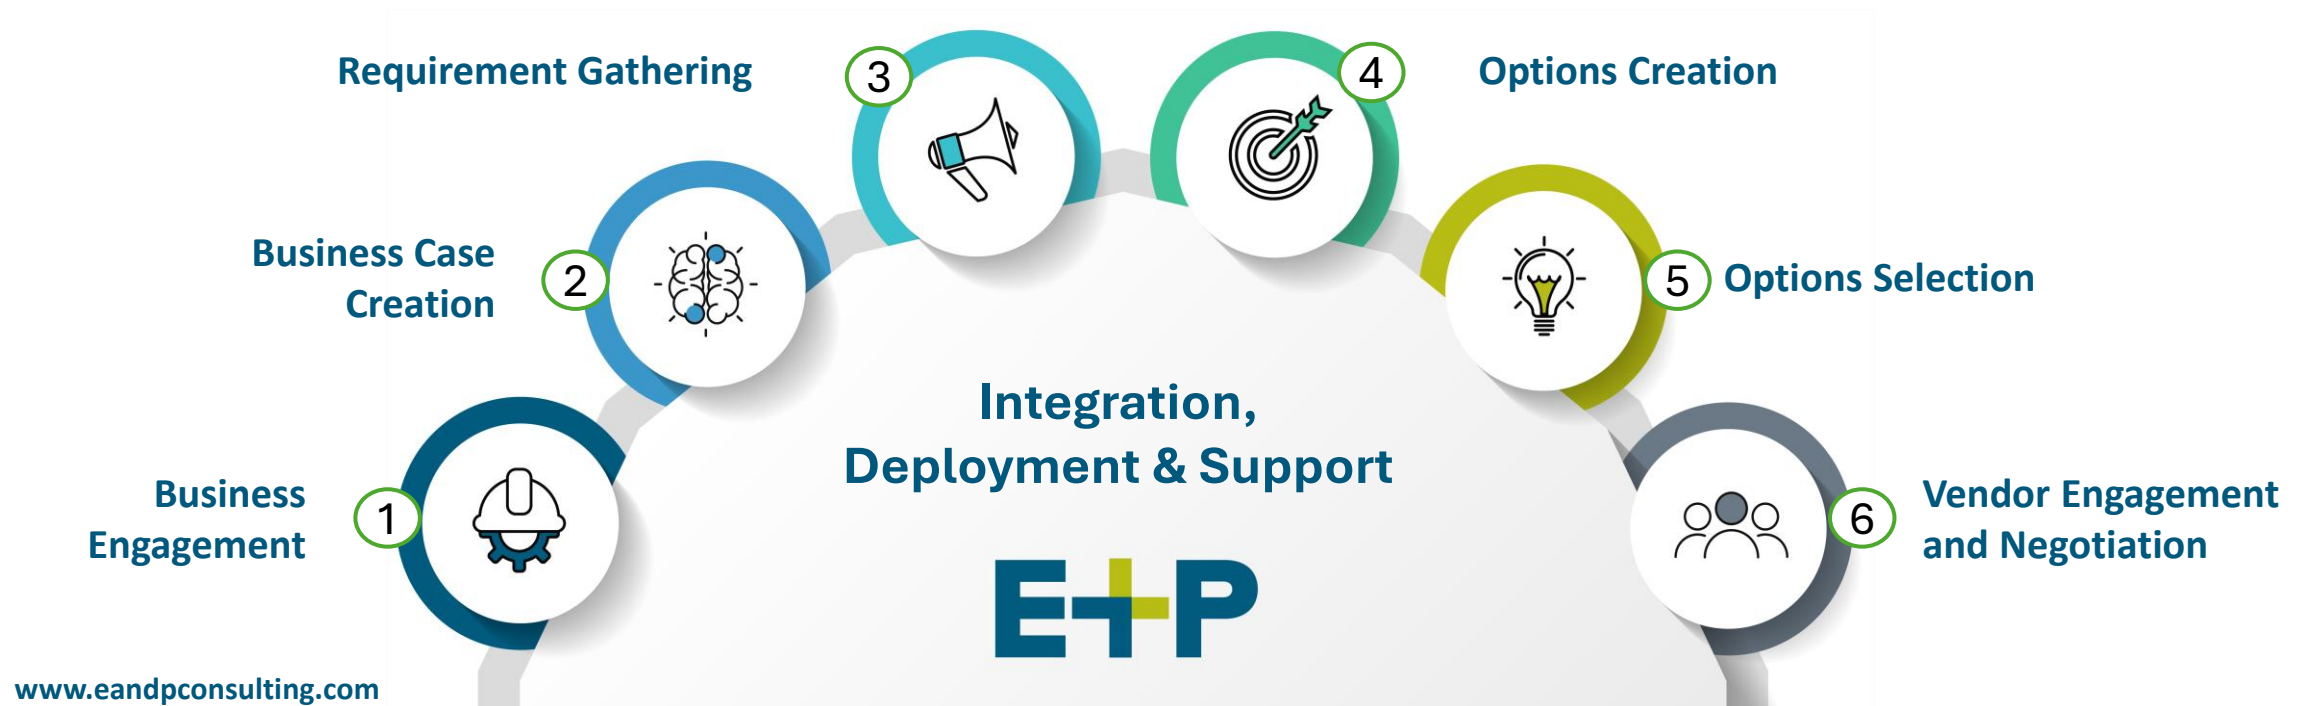 Requirement Gathering
3
4
Options Creation
Business Case
Creation
2
5
Options Selection
Integration,
Deployment & Support
Business
Engagement
1
6
Vendor Engagement
and Negotiation
E+P
www.eandpconsulting.com